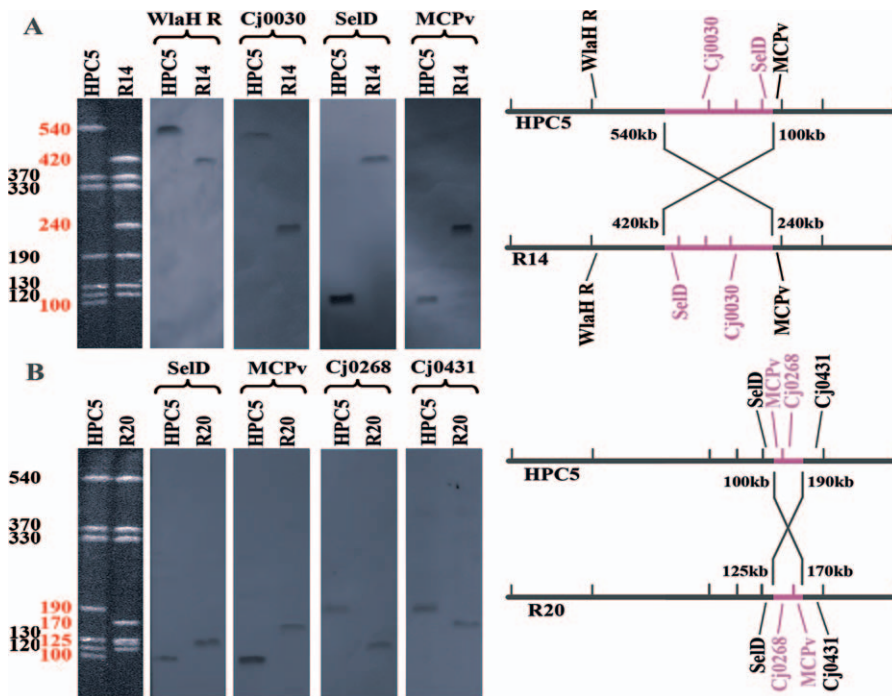 A
WlaH R Cj0030 SelD MCPv
HPC5 R14 HPC5 R14 HPC5 R14 HPC5 R14 HPC5 R14
540
420
370
330
240
190
130
120
100
WlaH R Cj0030 SelD MCPv
HPC5
540kb 100kb
420kb 240kb
R14
WlaH R SelD Cj0030 MCPv
B
SelD MCPv Cj0268 Cj0431
HPC5 R20 HPC5 R20 HPC5 R20 HPC5 R20 HPC5 R20
540
370
330
190
170
130 125
120
100
SelD MCPv Cj0268 Cj0431
HPC5
100kb 190kb
125kb 170kb
R20
SelD Cj0268 MCPv Cj0431